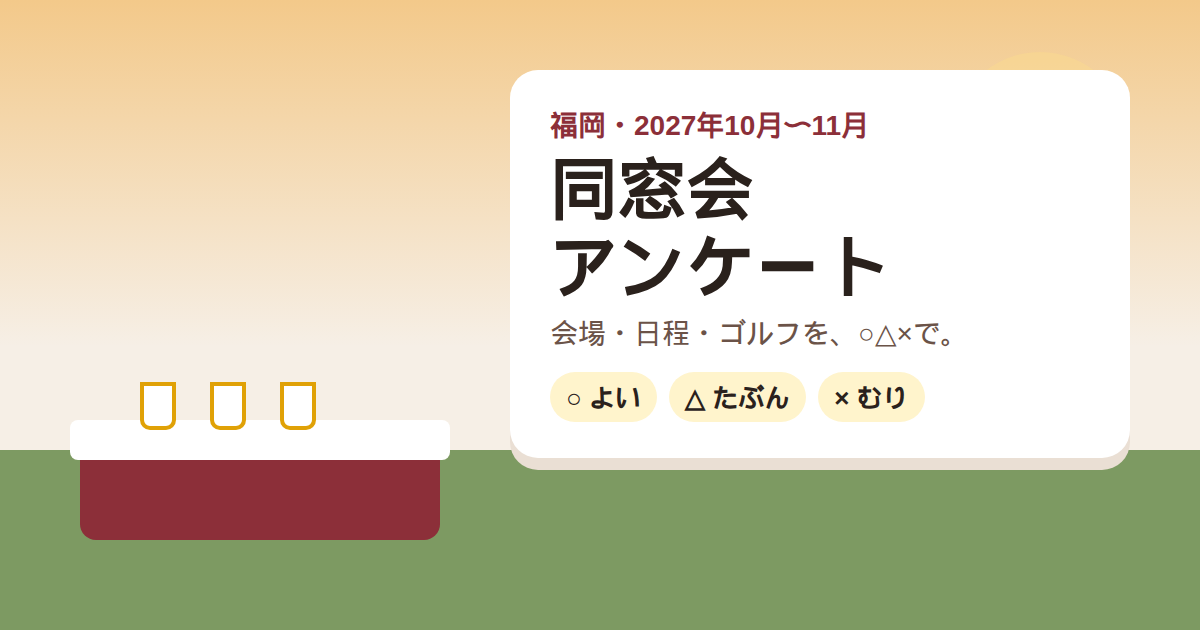 福岡・2027年10月〜11月
同窓会
アンケート
会場・日程・ゴルフを、○△×で。
○ よい
△ たぶん
× むり